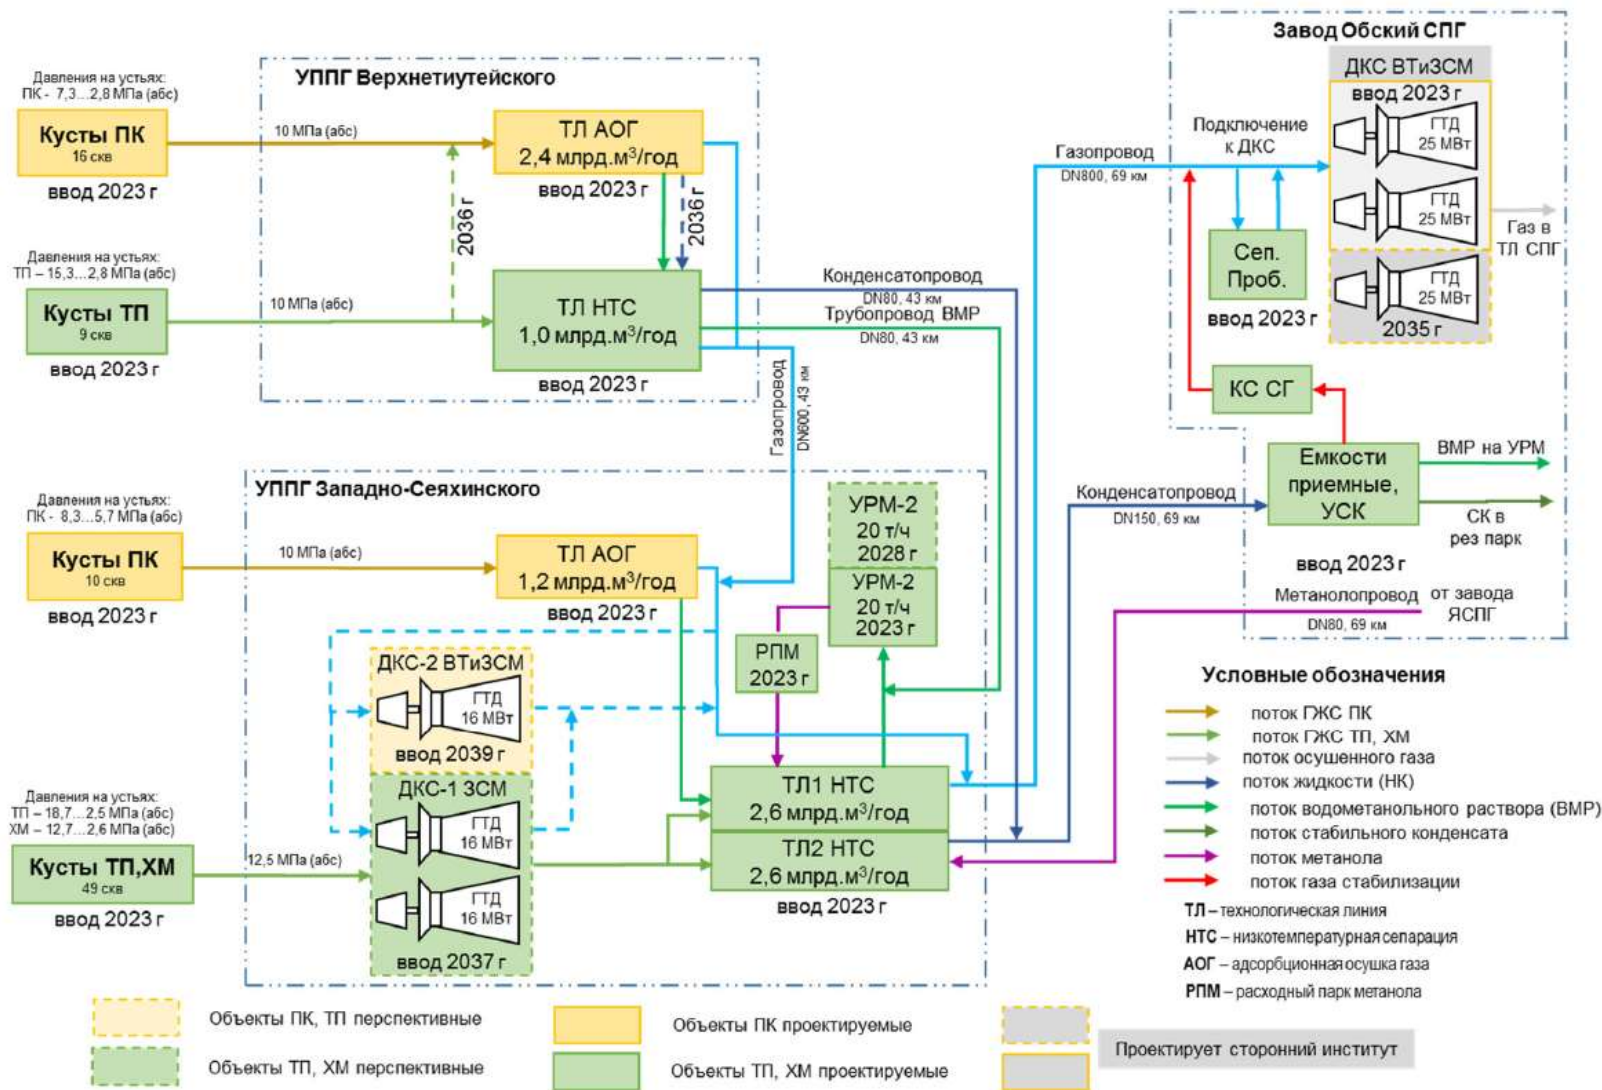 Завод Обский СПГ
ДКС ВТиЗСМ
ввод 2023 г
ГТД
25 МВт
ГТД
25 МВт
ГТД
25 МВт
2035 г
Подключение
к ДКС
Газопровод
DN800, 69 км
Сеп.
Проб.
ввод 2023 г
Газ в
ТЛ СПГ
КС СГ
Емкости
приемные,
УСК
ввод 2023 г
ВМР на УРМ
СК в
рез парк
Конденсатопровод
DN150, 69 км
Метанолопровод
DN80, 69 км
от завода
ЯСПГ
УППГ Верхнетиутейского
Давления на устьях:
ПК - 7,3...2,8 МПа (абс)
Кусты ПК
16 скв
ввод 2023 г
10 МПа (абс)
ТЛ АОГ
2,4 млрд.м³/год
ввод 2023 г
2036 г
2036 г
Давления на устьях:
ТП – 15,3...2,8 МПа (абс)
Кусты ТП
9 скв
ввод 2023 г
10 МПа (абс)
ТЛ НТС
1,0 млрд.м³/год
ввод 2023 г
Конденсатопровод
DN80, 43 км
Трубопровод ВМР
DN80, 43 км
Газопровод
DN600, 43 км
УППГ Западно-Сеяхинского
Давления на устьях:
ПК - 8,3...5,7 МПа (абс)
Кусты ПК
10 скв
ввод 2023 г
10 МПа (абс)
ТЛ АОГ
1,2 млрд.м³/год
ввод 2023 г
УРМ-2
20 т/ч
2028 г
УРМ-2
20 т/ч
2023 г
РПМ
2023 г
ДКС-2 ВТиЗСМ
ГТД
16 МВт
ввод 2039 г
ДКС-1 ЗСМ
ГТД
16 МВт
ГТД
16 МВт
ввод 2037 г
Давления на устьях:
ТП – 18,7...2,5 МПа (абс)
ХМ – 12,7...2,6 МПа (абс)
Кусты ТП,ХМ
49 скв
ввод 2023 г
12,5 МПа (абс)
ТЛ1 НТС
2,6 млрд.м³/год
ТЛ2 НТС
2,6 млрд.м³/год
ввод 2023 г
Условные обозначения
поток ГЖС ПК
поток ГЖС ТП, ХМ
поток осушенного газа
поток жидкости (НК)
поток водометанольного раствора (ВМР)
поток стабильного конденсата
поток метанола
поток газа стабилизации
ТЛ – технологическая линия
НТС – низкотемпературная сепарация
АОГ – адсорбционная осушка газа
РПМ – расходный парк метанола
Объекты ПК, ТП перспективные
Объекты ТП, ХМ перспективные
Объекты ПК проектируемые
Объекты ТП, ХМ проектируемые
Проектирует сторонний институт